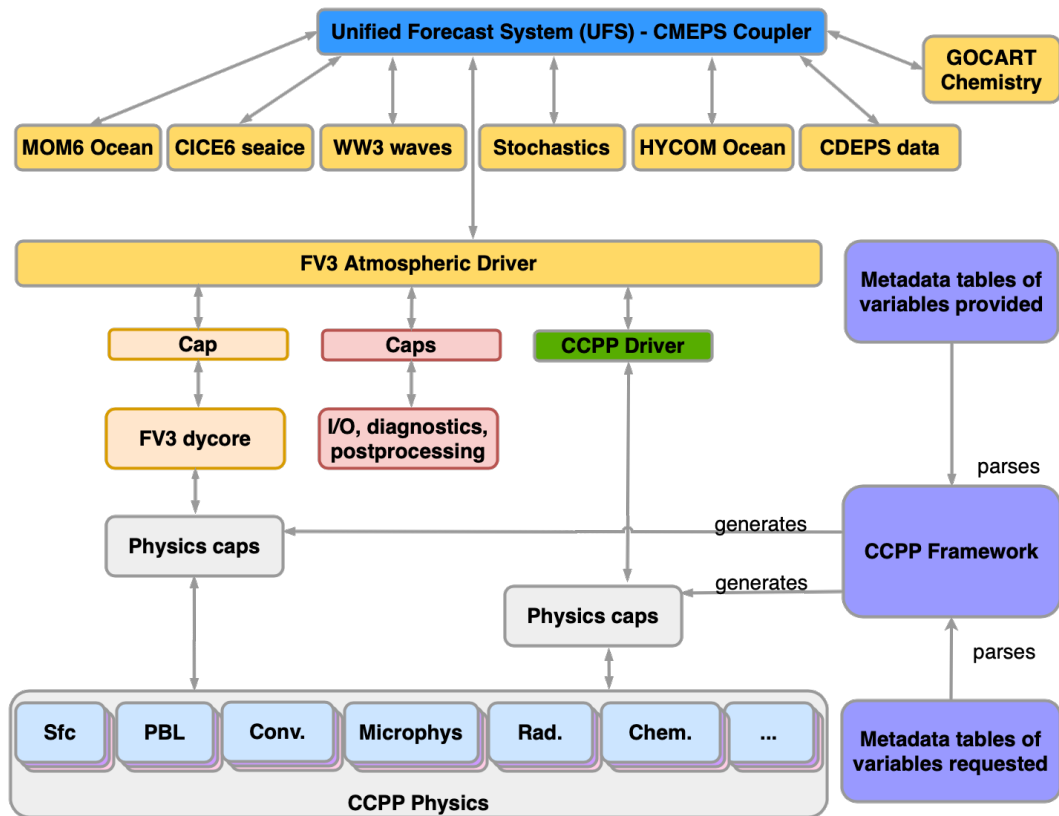 Unified Forecast System (UFS) - CMEPS Coupler
GOCART
Chemistry
MOM6 Ocean
CICE6 seaice
WW3 waves
Stochastics
HYCOM Ocean
CDEPS data
FV3 Atmospheric Driver
Metadata tables of
variables provided
Cap
Caps
CCPP Driver
FV3 dycore
I/O, diagnostics,
postprocessing
parses
generates
Physics caps
CCPP Framework
generates
Physics caps
parses
Sfc
PBL
Conv.
Microphys
Rad.
Chem.
...
Metadata tables of
variables requested
CCPP Physics